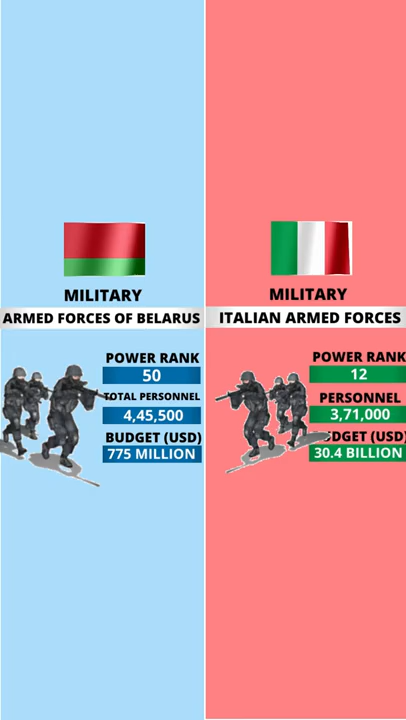 MILITARY
ARMED FORCES OF BELARUS
POWER RANK
50
TOTAL PERSONNEL
4,45,500
BUDGET (USD)
775 MILLION
MILITARY
ITALIAN ARMED FORCES
POWER RANK
12
PERSONNEL
3,71,000
(USD)
30.4 BILLION